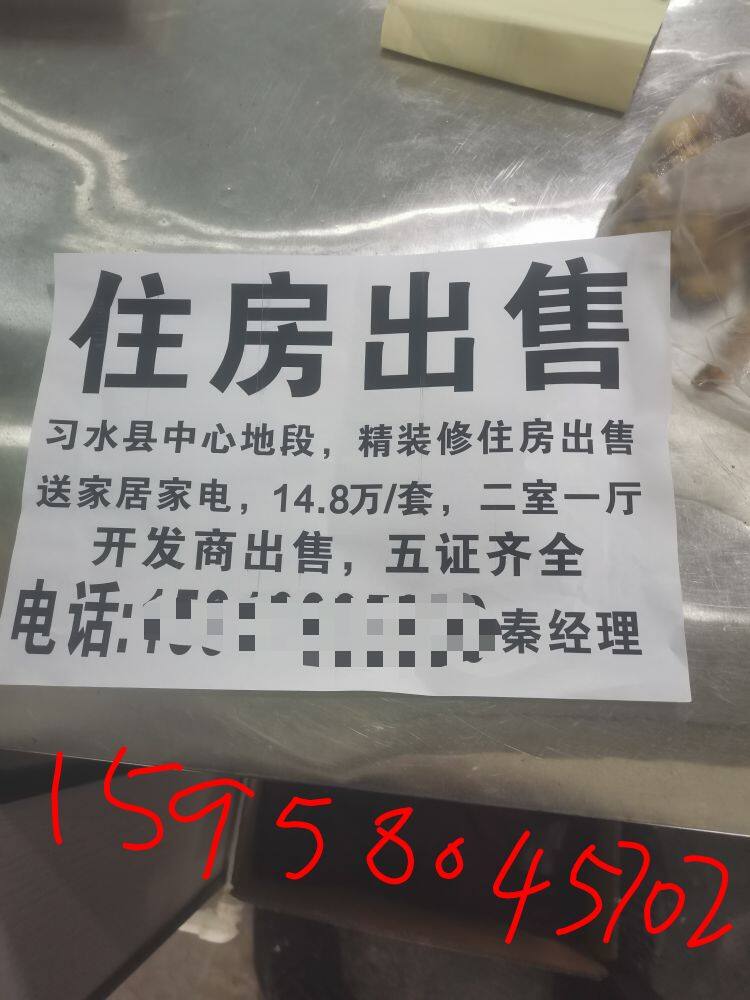 住房出售
习水县中心地段，精装修住房出售
送家居家电，14.8万/套，二室一厅
开发商出售，五证齐全
电话: 秦经理
15958045702